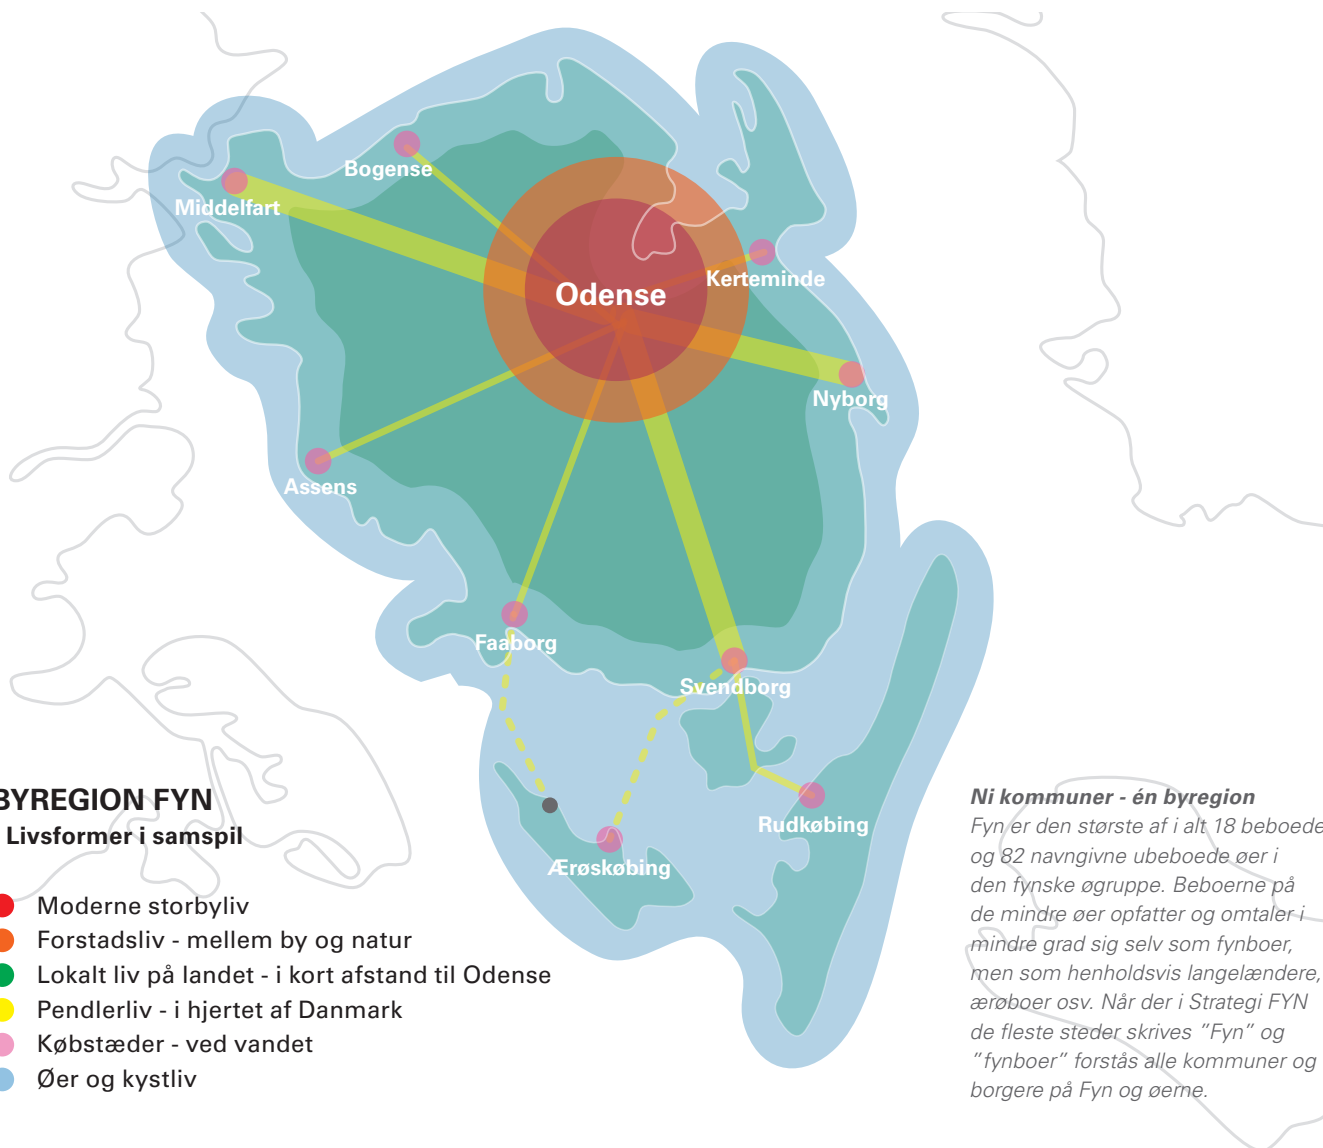 Bogense
Middelfart
Kerteminde
Odense
Nyborg
Assens
Faaborg
Svendborg
Rudkøbing
Ærøskøbing
BYREGION FYN
Livsformer i samspil
Moderne storbyliv
Forstadsliv - mellem by og natur
Lokalt liv på landet - i kort afstand til Odense
Pendlerliv - i hjertet af Danmark
Købstæder - ved vandet
Øer og kystliv
Ni kommuner - én byregion
Fyn er den største af i alt 18 beboede
og 82 navngivne ubeboede øer i
den fynske øgruppe. Beboerne på
de mindre øer opfatter og omtaler i
mindre grad sig selv som fynboer,
men som henholdsvis langelændere,
ærøboer osv. Når der i Strategi FYN
de fleste steder skrives ”Fyn” og
”fynboer” forstås alle kommuner og
borgere på Fyn og øerne.